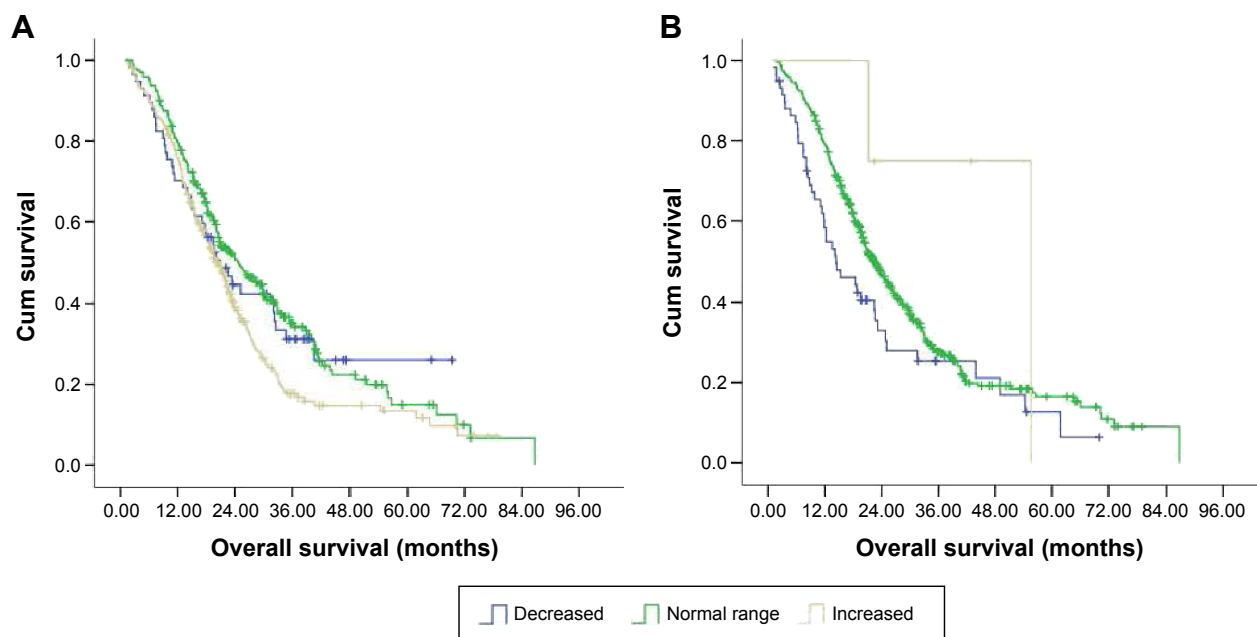 A
Cum survival
1.0
0.8
0.6
0.4
0.2
0.0
0.00 12.00 24.00 36.00 48.00 60.00 72.00 84.00 96.00
Overall survival (months)
B
Cum survival
1.0
0.8
0.6
0.4
0.2
0.0
0.00 12.00 24.00 36.00 48.00 60.00 72.00 84.00 96.00
Overall survival (months)
Decreased Normal range Increased